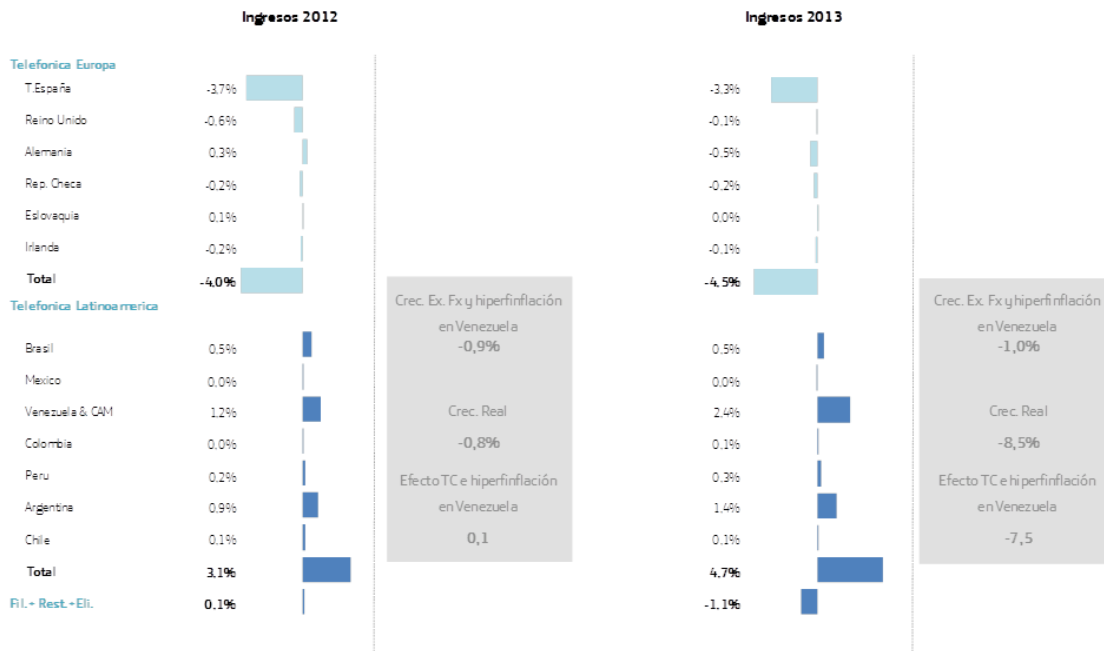 Ingresos 2012
Ingresos 2013
Telefonica Europa
T.España -3.7% -3.3%
Reino Unido -0.6% -0.1%
Alemania 0.3% -0.5%
Rep. Checa -0.2% -0.2%
Eslovaquia 0.1% 0.0%
Irlanda -0.2% -0.1%
Total -4.0% -4.5%
Telefonica Latinoamerica
Brasil 0.5% 0.5%
Mexico 0.0% 0.0%
Venezuela & CAM 1.2% 2.4%
Colombia 0.0% 0.1%
Peru 0.2% 0.3%
Argentina 0.9% 1.4%
Chile 0.1% 0.1%
Total 3.1% 4.7%
Fil.+ Rest.+Eli. 0.1% -1.1%
Crec. Ex. Fx y hiperfinflación
en Venezuela
-0,9%
Crec. Real
-0,8%
Efecto TC e hiperfinflación
en Venezuela
0,1
Crec. Ex. Fx y hiperfinflación
en Venezuela
-1,0%
Crec. Real
-8,5%
Efecto TC e hiperfinflación
en Venezuela
-7,5